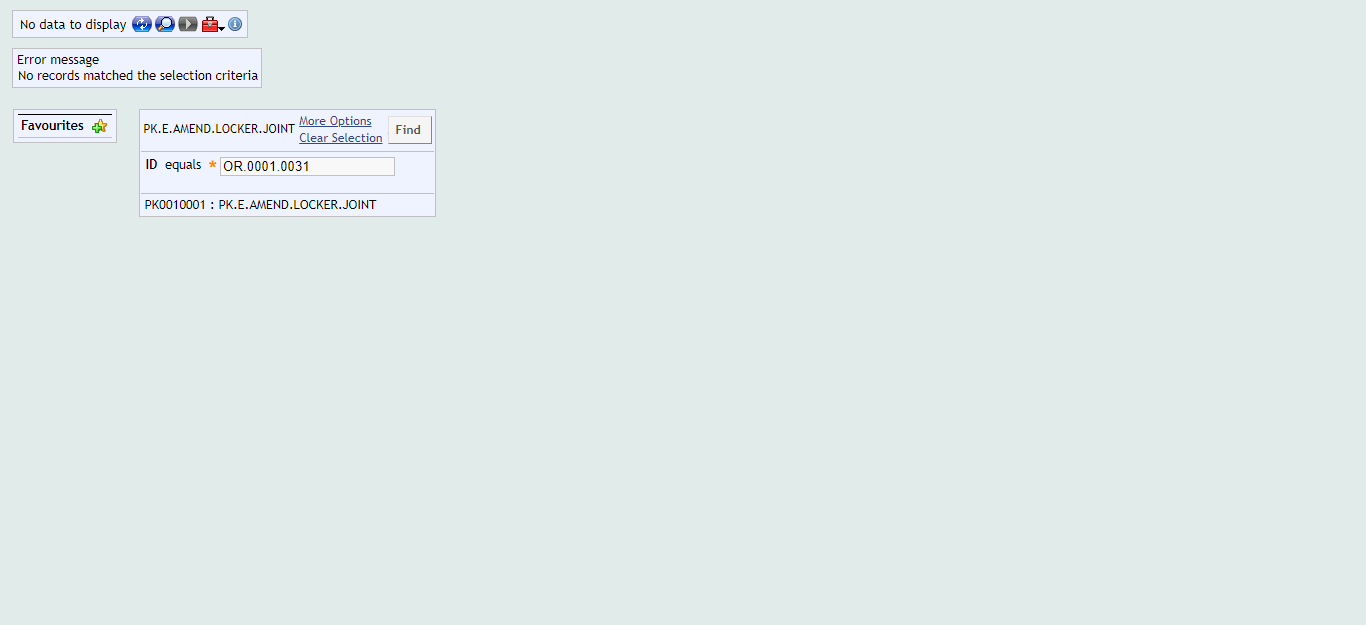 No data to display
Error message
No records matched the selection criteria
Favourites
PK.E.AMEND.LOCKER.JOINT
More Options
Clear Selection
Find
ID equals * OR.0001.0031
PK0010001 : PK.E.AMEND.LOCKER.JOINT